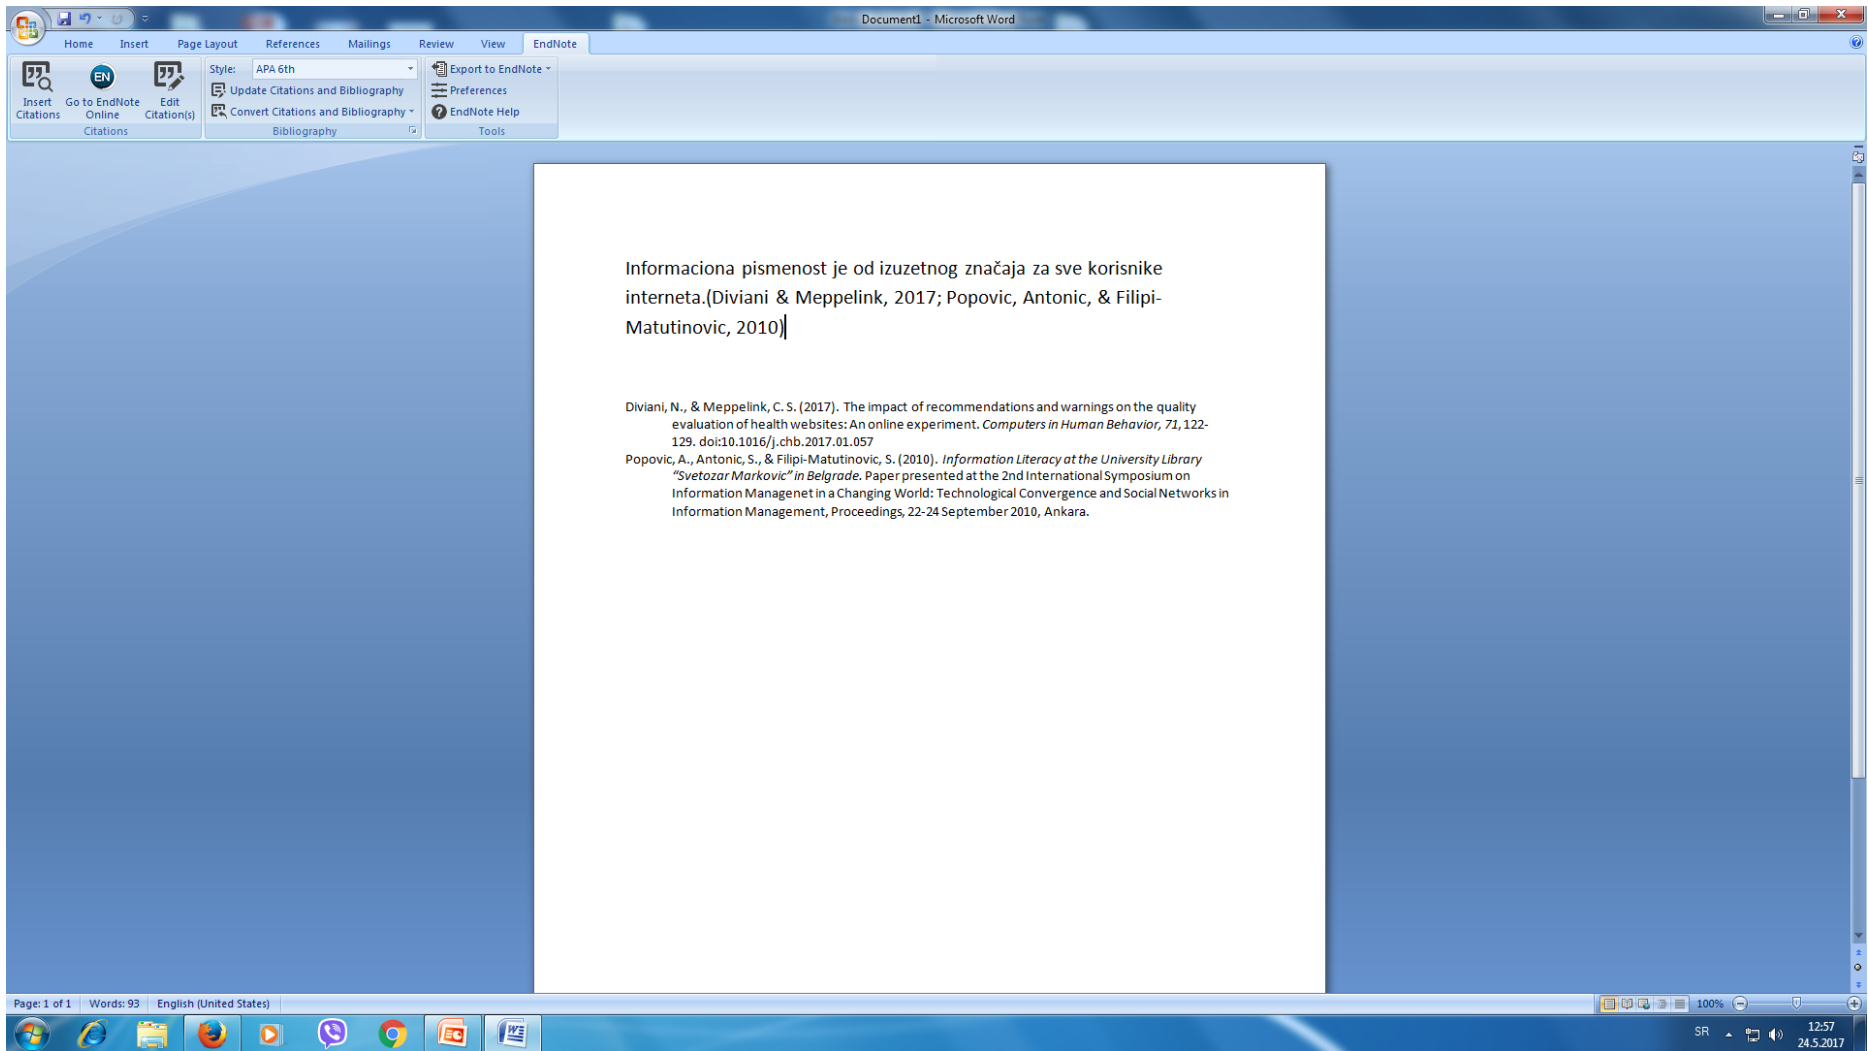 Document1 - Microsoft Word
Home Insert Page Layout References Mailings Review View EndNote
Insert Citations
Go to EndNote Online
Edit Citation(s)
Citations
Style: APA 6th
Update Citations and Bibliography
Convert Citations and Bibliography
Bibliography
Export to EndNote
Preferences
EndNote Help
Tools
Informaciona pismenost je od izuzetnog značaja za sve korisnike
interneta.(Diviani & Meppelink, 2017; Popovic, Antonic, & Filipi-
Matutinovic, 2010)
Diviani, N., & Meppelink, C. S. (2017). The impact of recommendations and warnings on the quality
evaluation of health websites: An online experiment. Computers in Human Behavior, 71, 122-
129. doi:10.1016/j.chb.2017.01.057
Popovic, A., Antonic, S., & Filipi-Matutinovic, S. (2010). Information Literacy at the University Library
“Svetozar Markovic” in Belgrade. Paper presented at the 2nd International Symposium on
Information Managenet in a Changing World: Technological Convergence and Social Networks in
Information Management, Proceedings, 22-24 September 2010, Ankara.
Page: 1 of 1 Words: 93 English (United States) 100%
SR 12:57
24.5.2017